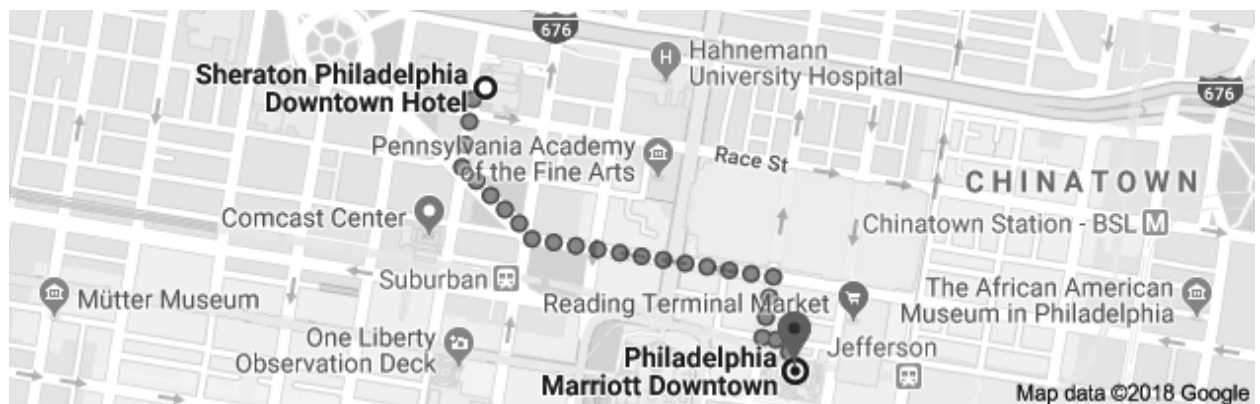 676
Sheraton Philadelphia
Downtown Hotel
H
Hahnemann
University Hospital
676
Pennsylvania Academy
of the Fine Arts
Race St
CHINATOWN
Comcast Center
Chinatown Station - BSL M
Suburban
Mütter Museum
Reading Terminal Market
The African American
Museum in Philadelphia
One Liberty
Observation Deck
Philadelphia
Marriott Downtown
Jefferson
Map data ©2018 Google